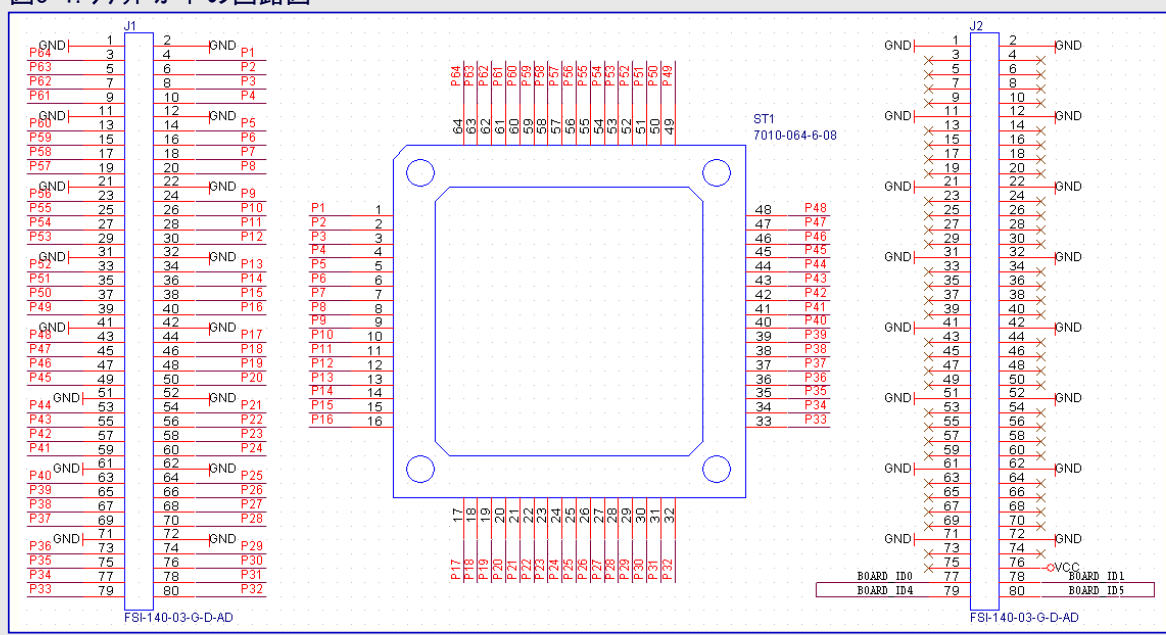 の回路図
J1
GND 1 2 GND
P64 3 4 P1
P63 5 6 P2
P62 7 8 P3
P61 9 10 P4
GND 11 12 GND
P60 13 14 P5
P59 15 16 P6
P58 17 18 P7
P57 19 20 P8
GND 21 22 GND
P56 23 24 P9
P55 25 26 P10
P54 27 28 P11
P53 29 30 P12
GND 31 32 GND
P52 33 34 P13
P51 35 36 P14
P50 37 38 P15
P49 39 40 P16
GND 41 42 GND
P48 43 44 P17
P47 45 46 P18
P46 47 48 P19
P45 49 50 P20
GND 51 52 GND
P44 53 54 P21
P43 55 56 P22
P42 57 58 P23
P41 59 60 P24
GND 61 62 GND
P40 63 64 P25
P39 65 66 P26
P38 67 68 P27
P37 69 70 P28
GND 71 72 GND
P36 73 74 P29
P35 75 76 P30
P34 77 78 P31
P33 79 80 P32
FSI-140-03-G-D-AD
P64 P63 P62 P61 P60 P59 P58 P57 P56 P55 P54 P53 P52 P51 P50 P49
64 63 62 61 60 59 58 57 56 55 54 53 52 51 50 49
ST1
7010-064-6-08
P1 1 48 P48
P2 2 47 P47
P3 3 46 P46
P4 4 45 P45
P5 5 44 P44
P6 6 43 P43
P7 7 42 P42
P8 8 41 P41
P9 9 40 P40
P10 10 39 P39
P11 11 38 P38
P12 12 37 P37
P13 13 36 P36
P14 14 35 P35
P15 15 34 P34
P16 16 33 P33
17 18 19 20 21 22 23 24 25 26 27 28 29 30 31 32
P17 P18 P19 P20 P21 P22 P23 P24 P25 P26 P27 P28 P29 P30 P31 P32
J2
GND 1 2 GND
3 4
5 6
7 8
9 10
GND 11 12 GND
13 14
15 16
17 18
19 20
GND 21 22 GND
23 24
25 26
27 28
29 30
GND 31 32 GND
33 34
35 36
37 38
39 40
GND 41 42 GND
43 44
45 46
47 48
49 50
GND 51 52 GND
53 54
55 56
57 58
59 60
GND 61 62 GND
63 64
65 66
67 68
69 70
GND 71 72 GND
73 74
75 76 VCC
BOARD ID0 77 78 BOARD ID1
BOARD ID4 79 80 BOARD ID5
FSI-140-03-G-D-AD